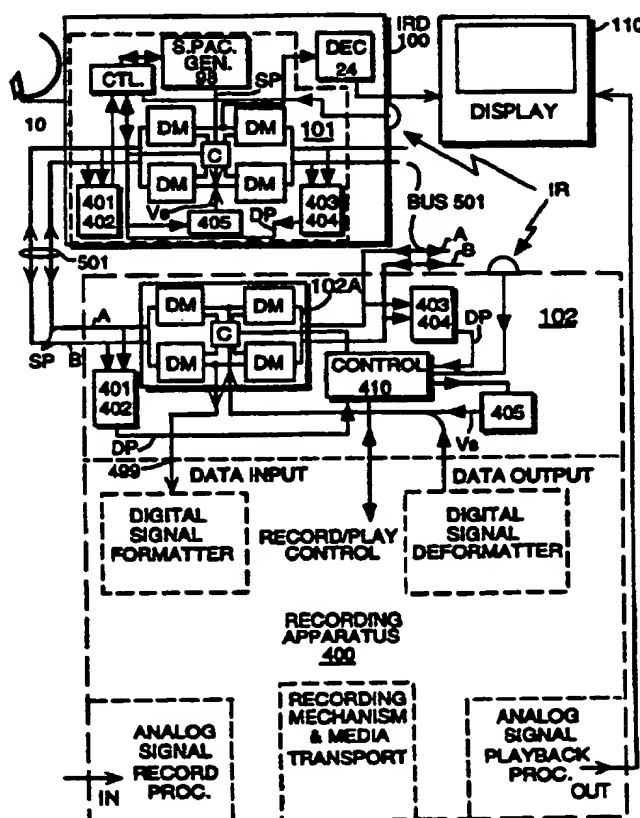 IRD
100
110
S.PAC.
GEN.
98
SP
DEC
24
CTL.
DISPLAY
10
DM
DM
101
C
DM
DM
401
402
Vs
405
DP
403
404
IR
BUS 501
A
B
501
102A
DM
DM
403
404
102
A
C
DP
SP
B
DM
DM
CONTROL
410
401
402
405
DP
Vs
499
DATA INPUT
DATA OUTPUT
DIGITAL
SIGNAL
FORMATTER
RECORD/PLAY
CONTROL
DIGITAL
SIGNAL
DEFORMATTER
RECORDING
APPARATUS
400
ANALOG
SIGNAL
RECORD
PROC.
RECORDING
MECHANISM
& MEDIA
TRANSPORT
ANALOG
SIGNAL
PLAYBACK
PROC.
IN
OUT